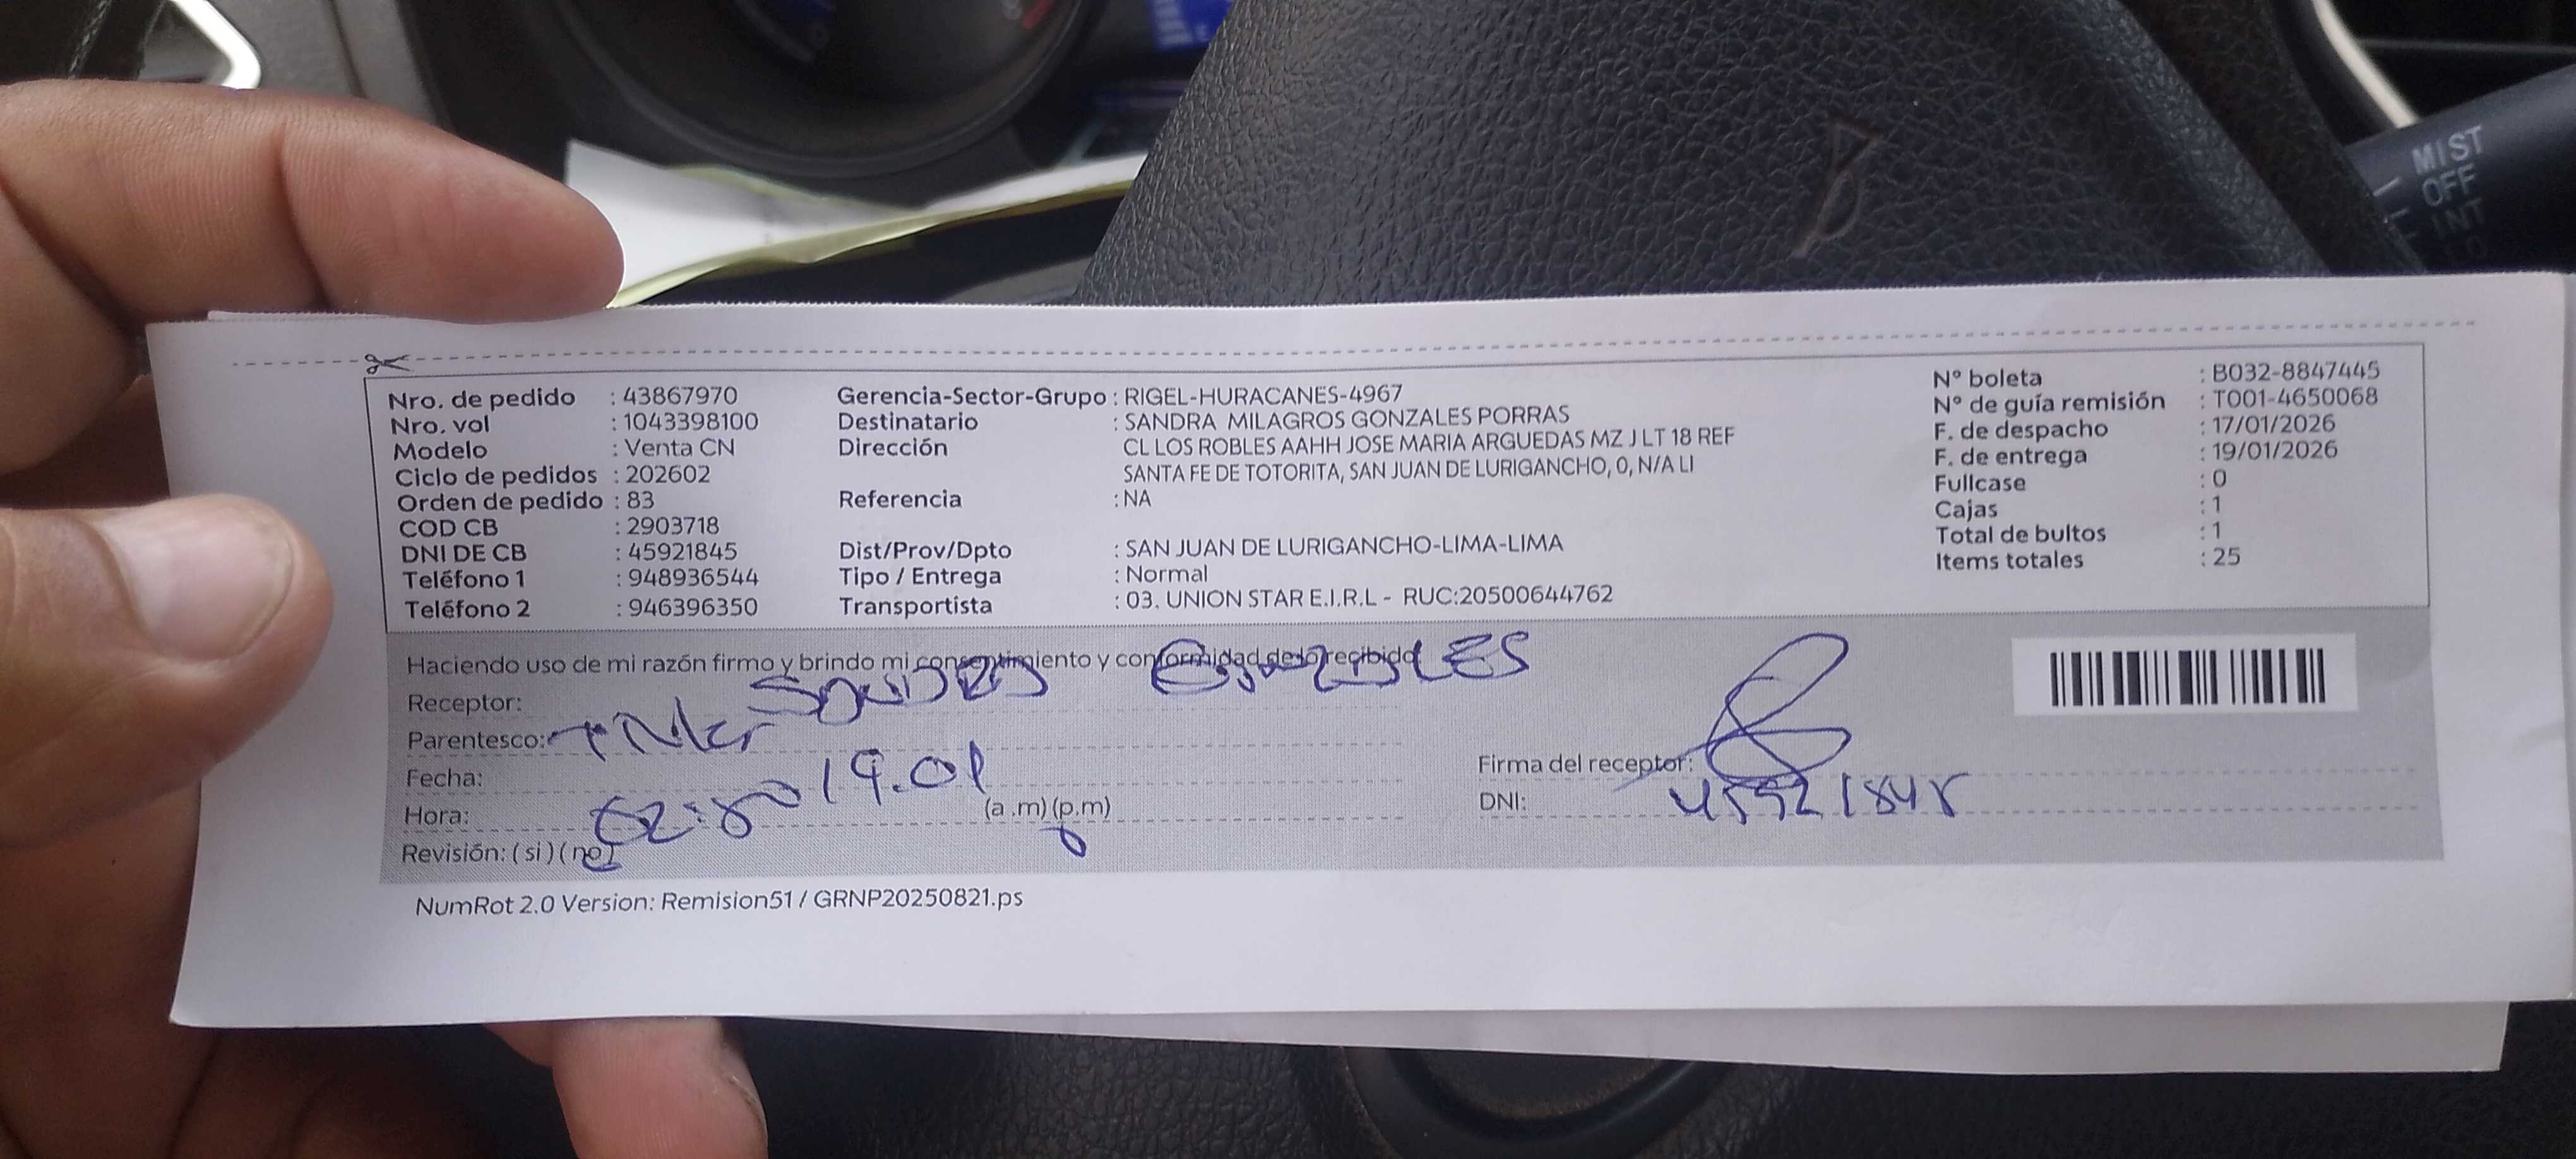 MIST
OFF
INT
Nro. de pedido : 43867970
Nro. vol : 1043398100
Modelo : Venta CN
Ciclo de pedidos : 202602
Orden de pedido : 83
COD CB : 2903718
DNI DE CB : 45921845
Teléfono 1 : 948936544
Teléfono 2 : 946396350
Gerencia-Sector-Grupo : RIGEL-HURACANES-4967
Destinatario : SANDRA MILAGROS GONZALES PORRAS
Dirección CL LOS ROBLES AAHH JOSE MARIA ARGUEDAS MZ J LT 18 REF
SANTA FE DE TOTORITA, SAN JUAN DE LURIGANCHO, 0, N/A LI
Referencia : NA
Dist/Prov/Dpto : SAN JUAN DE LURIGANCHO-LIMA-LIMA
Tipo / Entrega : Normal
Transportista : 03. UNION STAR E.I.R.L - RUC:20500644762
Nº boleta : B032-8847445
Nº de guía remisión : T001-4650068
F. de despacho : 17/01/2026
F. de entrega : 19/01/2026
Fullcase : 0
Cajas : 1
Total de bultos : 1
Items totales : 25
Haciendo uso de mi razón firmo y brindo mi consentimiento y conformidad de lo recibido
Receptor: SANDRA GONZALES
Parentesco:
Fecha: 19.01
Hora: (a .m) (p.m)
Revisión: ( si ) ( no )
Firma del receptor:
DNI: 45921845
NumRot 2.0 Version: Remision51 / GRNP20250821.ps